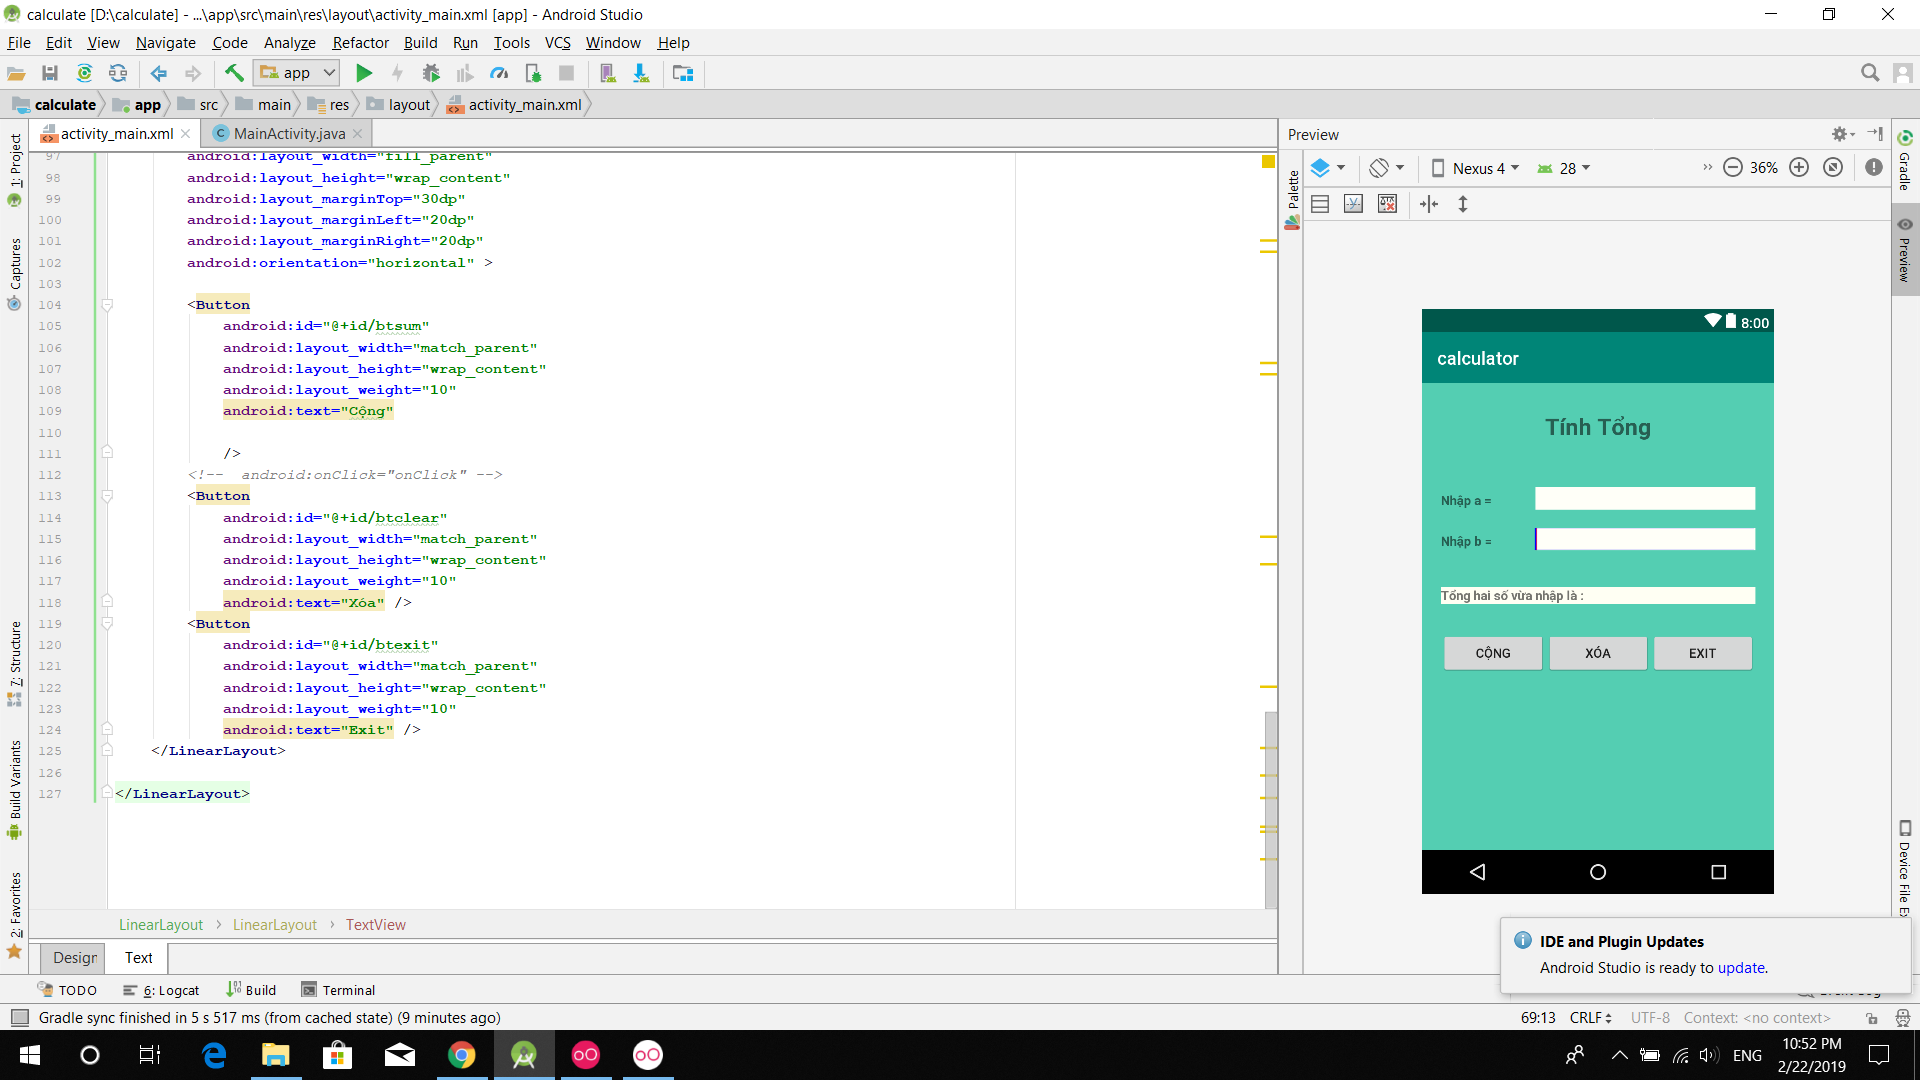 calculate [D:\calculate] - ...\app\src\main\res\layout\activity_main.xml [app] - Android Studio
File Edit View Navigate Code Analyze Refactor Build Run Tools VCS Window Help
app
calculate app src main res layout activity_main.xml
activity_main.xml MainActivity.java
Preview
1: Project
Captures
7: Structure
Build Variants
2: Favorites
97 android:layout_width="fill_parent"
98 android:layout_height="wrap_content"
99 android:layout_marginTop="30dp"
100 android:layout_marginLeft="20dp"
101 android:layout_marginRight="20dp"
102 android:orientation="horizontal" >
103
104 <Button
105 android:id="@+id/btsum"
106 android:layout_width="match_parent"
107 android:layout_height="wrap_content"
108 android:layout_weight="10"
109 android:text="Cộng"
110
111 />
112 <!-- android:onClick="onClick" -->
113 <Button
114 android:id="@+id/btclear"
115 android:layout_width="match_parent"
116 android:layout_height="wrap_content"
117 android:layout_weight="10"
118 android:text="Xóa" />
119 <Button
120 android:id="@+id/btexit"
121 android:layout_width="match_parent"
122 android:layout_height="wrap_content"
123 android:layout_weight="10"
124 android:text="Exit" />
125 </LinearLayout>
126
127 </LinearLayout>
Palette
Nexus 4 28 36%
8:00
calculator
Tính Tổng
Nhập a =
Nhập b =
Tổng hai số vừa nhập là :
CỘNG XÓA EXIT
Gradle
Preview
Device File Ex
LinearLayout › LinearLayout › TextView
Design Text
IDE and Plugin Updates
Android Studio is ready to update.
TODO 6: Logcat Build Terminal
Gradle sync finished in 5 s 517 ms (from cached state) (9 minutes ago)
69:13 CRLF UTF-8 Context: <no context>
ENG
10:52 PM
2/22/2019